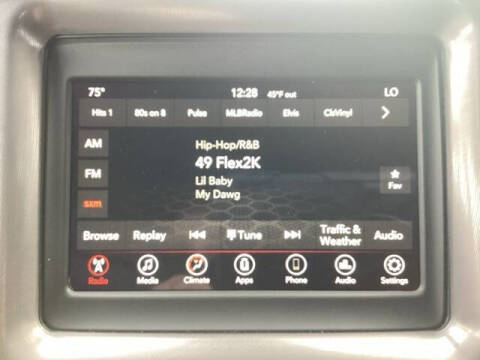 75° 12:28 45°F out LO
Hits 1 80s on 8 Pulse MLBRadio Elvis ClsVinyl
AM
Hip-Hop/R&B
49 Flex2K
FM
Lil Baby
My Dawg
Fav
sxm
Browse Replay Tune Traffic & Weather Audio
Radio Media Climate Apps Phone Audio Settings